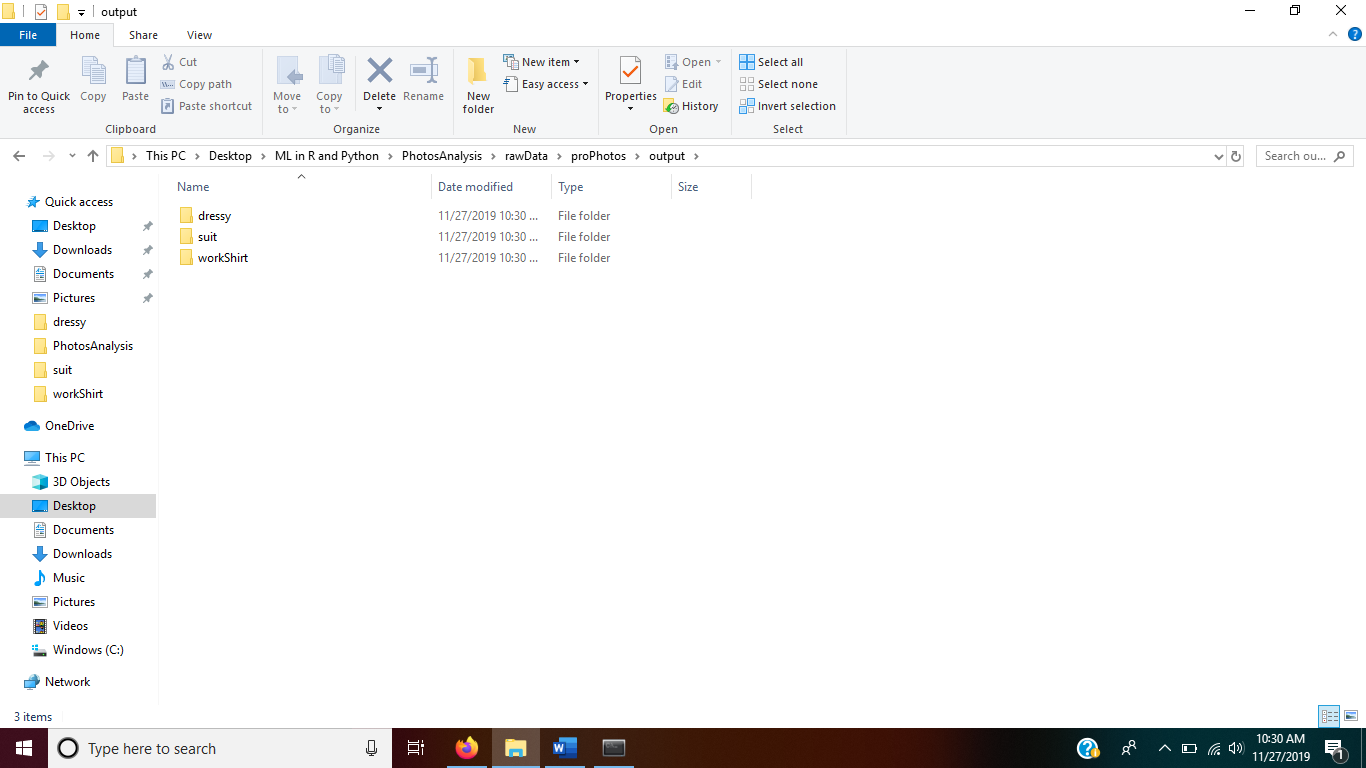 output
File Home Share View
Pin to Quick access
Copy
Paste
Cut
Copy path
Paste shortcut
Clipboard
Move to
Copy to
Delete
Rename
Organize
New folder
New item
Easy access
New
Properties
Open
Edit
History
Open
Select all
Select none
Invert selection
Select
This PC > Desktop > ML in R and Python > PhotosAnalysis > rawData > proPhotos > output >
Search ou...
Name Date modified Type Size
dressy 11/27/2019 10:30 ... File folder
suit 11/27/2019 10:30 ... File folder
workShirt 11/27/2019 10:30 ... File folder
Quick access
Desktop
Downloads
Documents
Pictures
dressy
PhotosAnalysis
suit
workShirt
OneDrive
This PC
3D Objects
Desktop
Documents
Downloads
Music
Pictures
Videos
Windows (C:)
Network
3 items
Type here to search
10:30 AM
11/27/2019
1